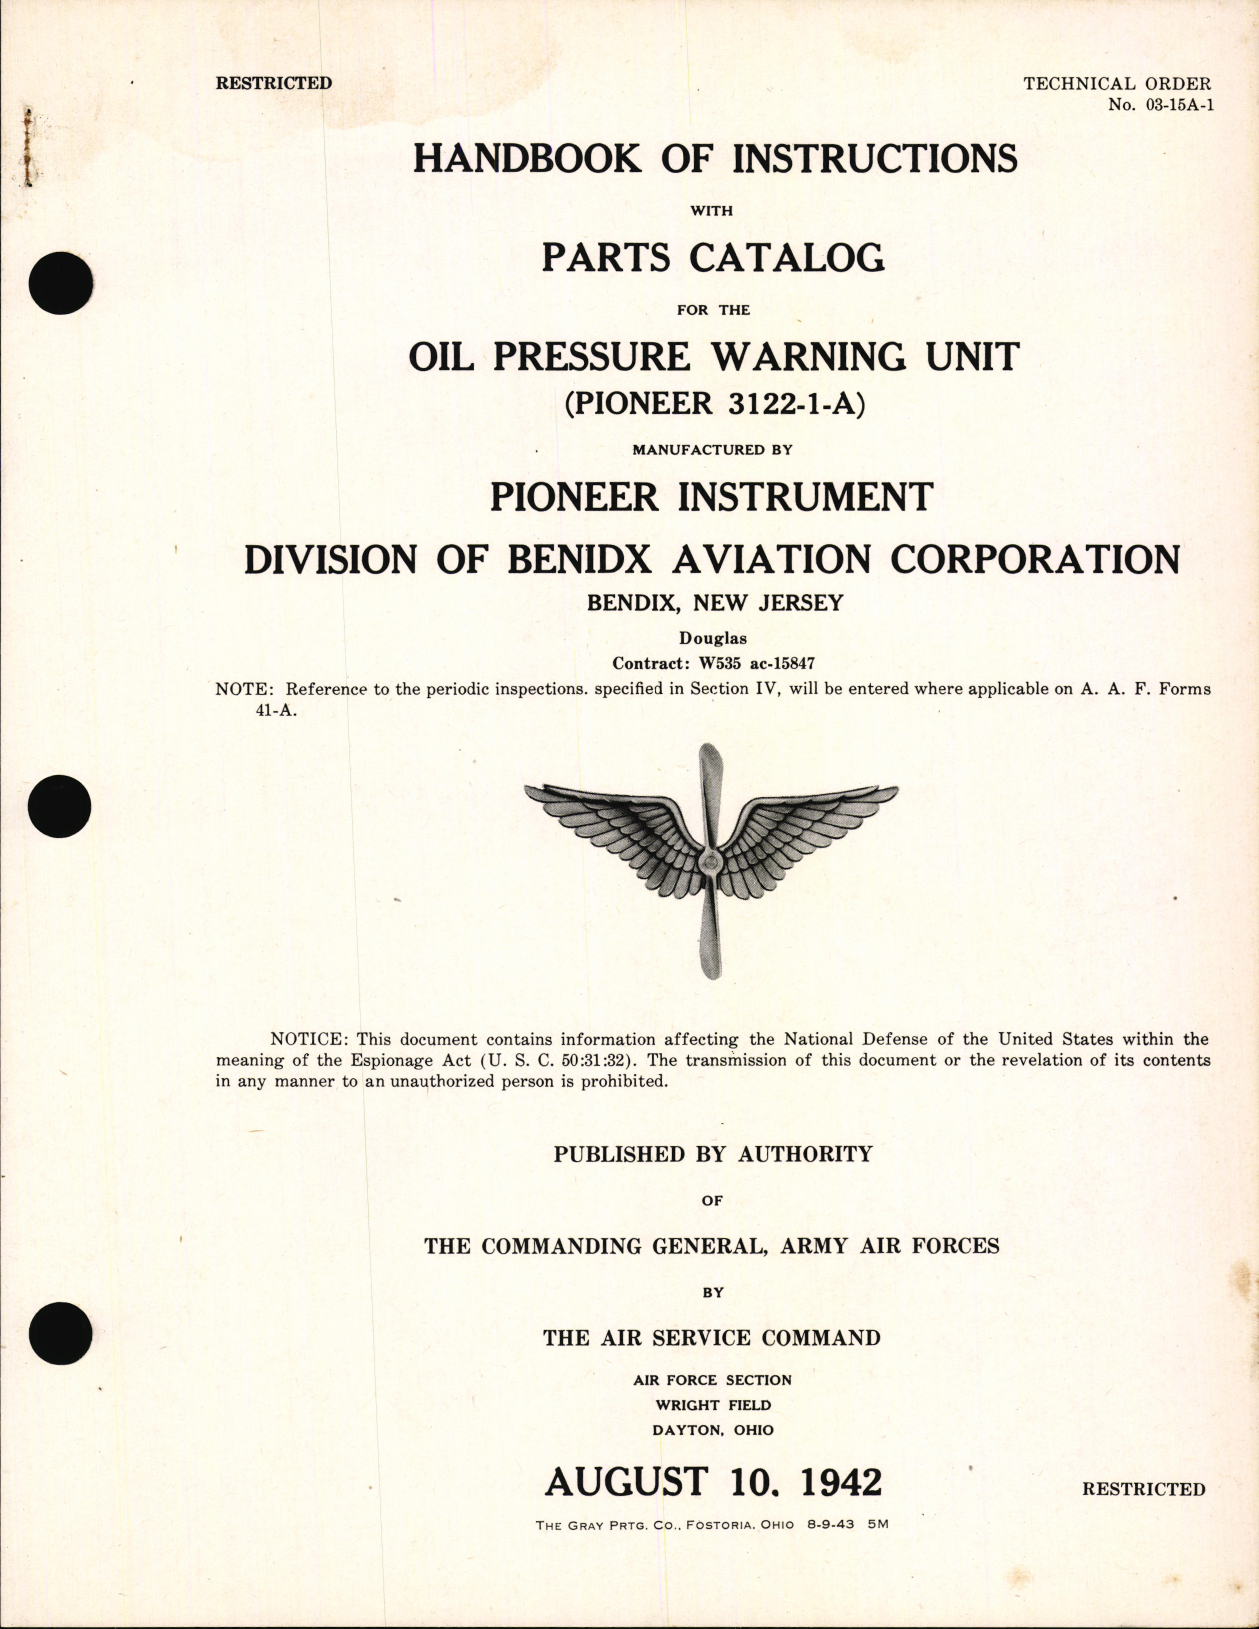 RESTRICTED
TECHNICAL ORDER
No. 03-15A-1
HANDBOOK OF INSTRUCTIONS
WITH
PARTS CATALOG
FOR THE
OIL PRESSURE WARNING UNIT
(PIONEER 3122-1-A)
MANUFACTURED BY
PIONEER INSTRUMENT
DIVISION OF BENIDX AVIATION CORPORATION
BENDIX, NEW JERSEY
Douglas
Contract: W535 ac-15847
NOTE: Reference to the periodic inspections. specified in Section IV, will be entered where applicable on A. A. F. Forms
41-A.
NOTICE: This document contains information affecting the National Defense of the United States within the
meaning of the Espionage Act (U. S. C. 50:31:32). The transmission of this document or the revelation of its contents
in any manner to an unauthorized person is prohibited.
PUBLISHED BY AUTHORITY
OF
THE COMMANDING GENERAL, ARMY AIR FORCES
BY
THE AIR SERVICE COMMAND
AIR FORCE SECTION
WRIGHT FIELD
DAYTON, OHIO
AUGUST 10, 1942
RESTRICTED
THE GRAY PRTG. CO., FOSTORIA, OHIO 8-9-43 5M